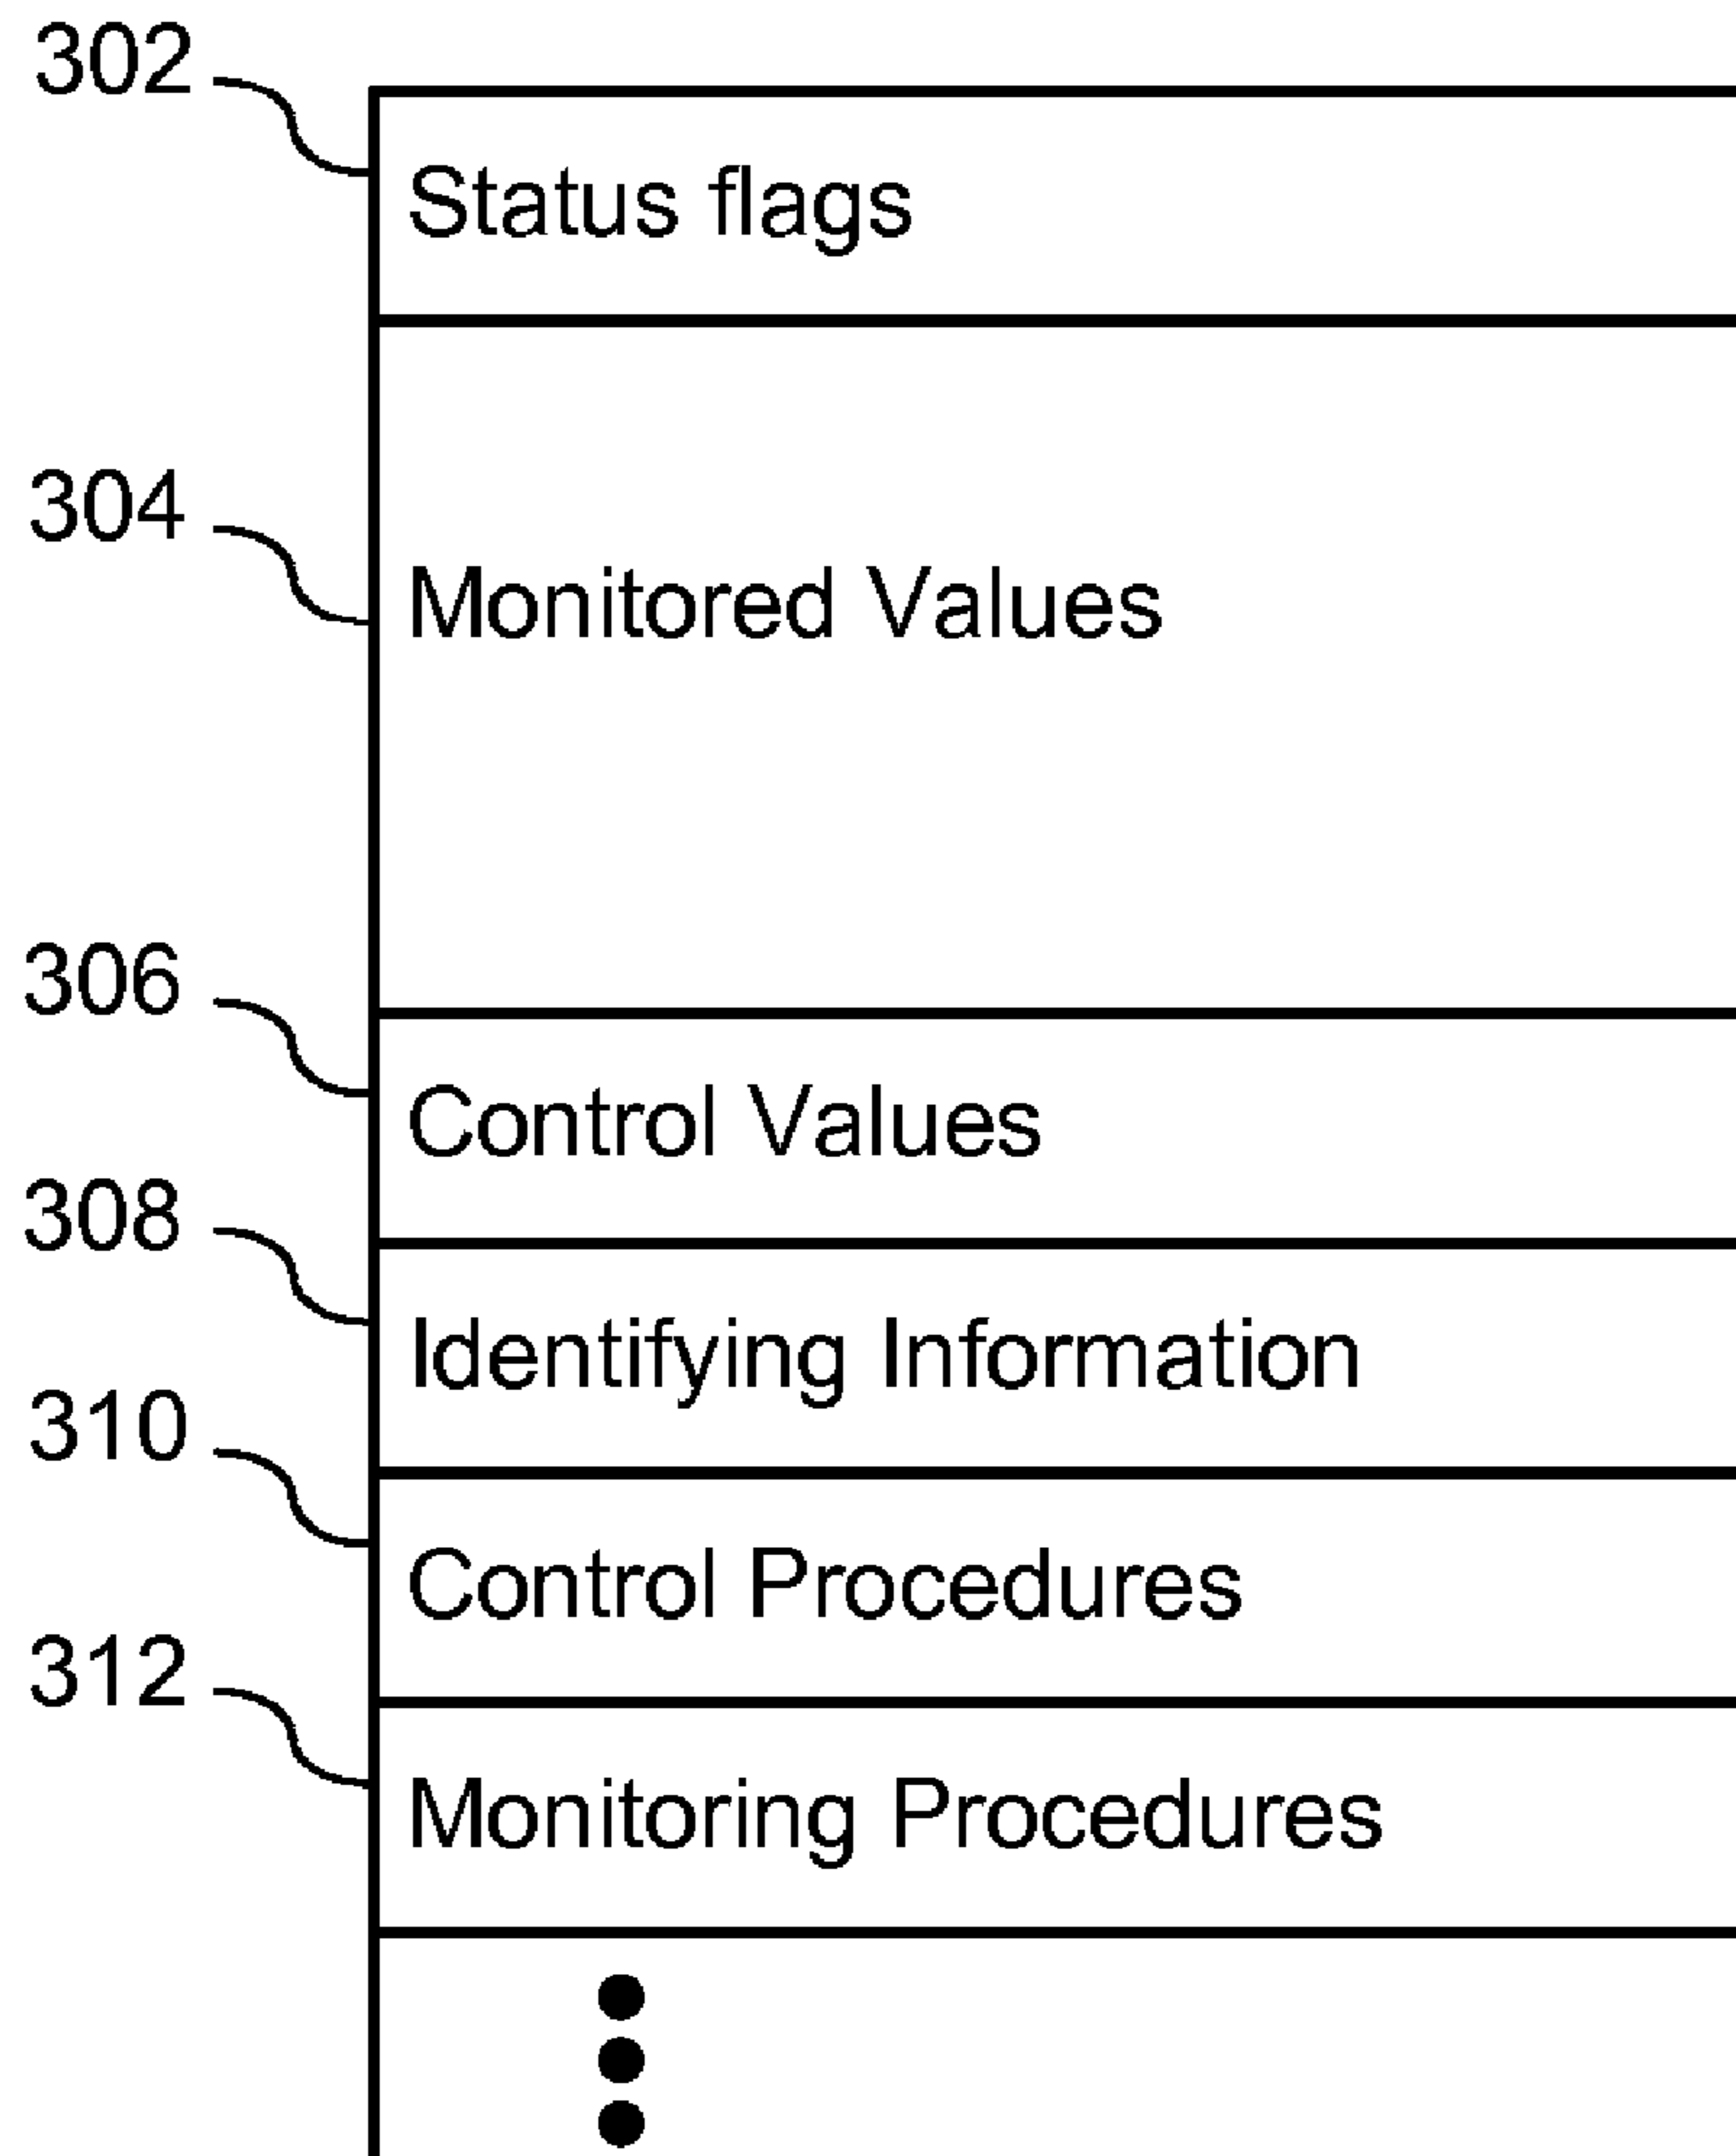 302
Status flags
304
Monitored Values
306
Control Values
308
Identifying Information
310
Control Procedures
312
Monitoring Procedures